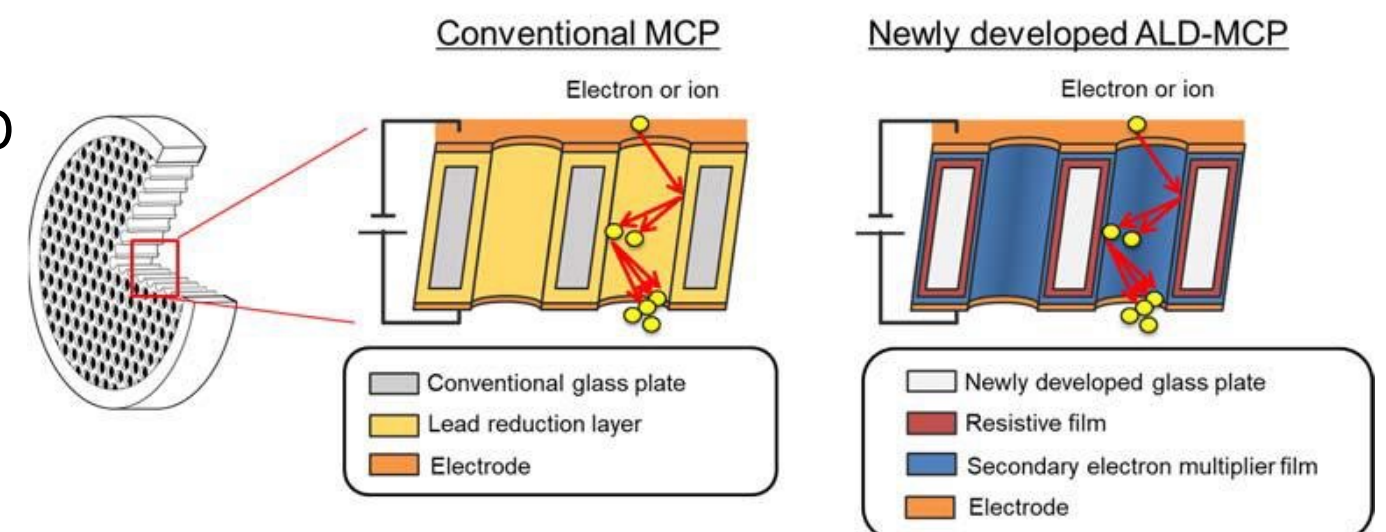 Conventional MCP
Electron or ion
Conventional glass plate
Lead reduction layer
Electrode
Newly developed ALD-MCP
Electron or ion
Newly developed glass plate
Resistive film
Secondary electron multiplier film
Electrode